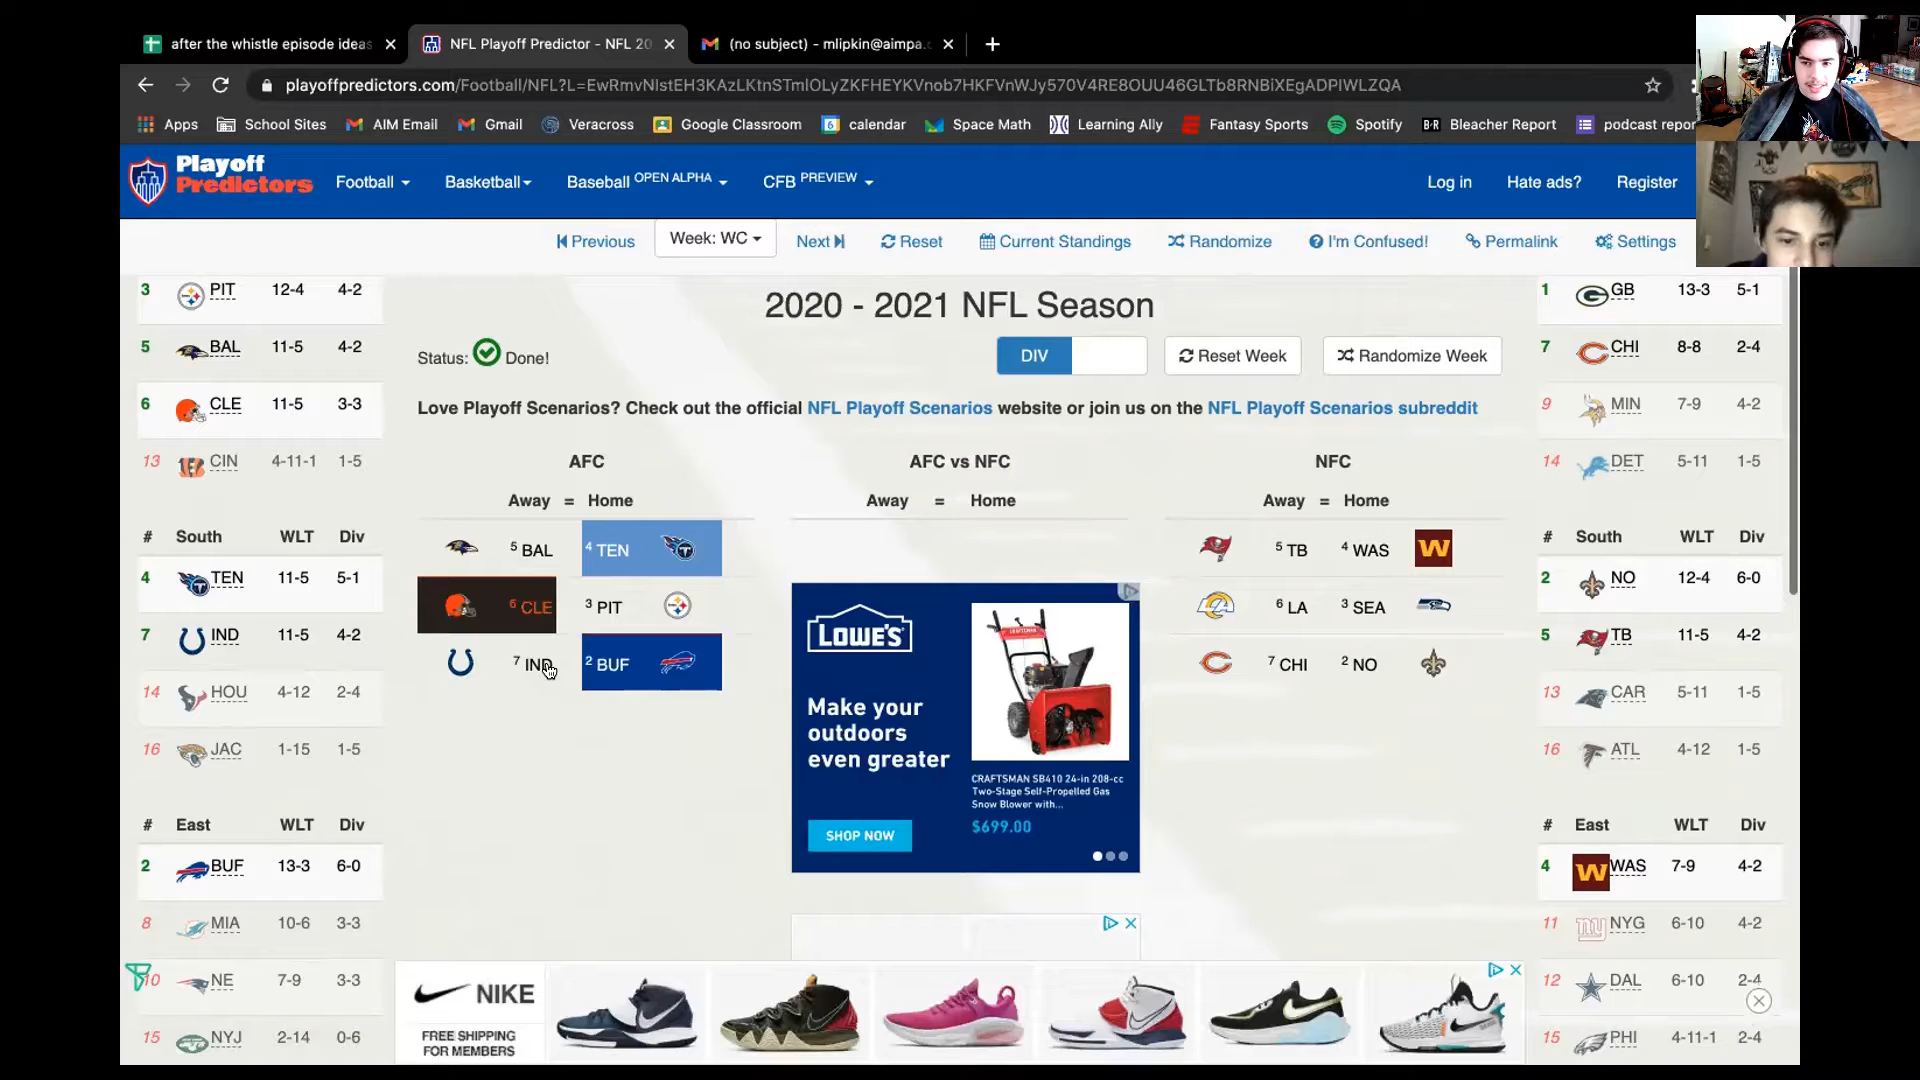 after the whistle episode ideas
NFL Playoff Predictor - NFL 20
(no subject) - mlipkin@aimpa.
playoffpredictors.com/Football/NFL?L=EwRmvNIstEH3KAzLKtnSTmlOLyZKFHEYKVnob7HKFVnWJy570V4RE8OUU46GLTb8RNBiXEgADPIWLZQA
Apps School Sites AIM Email Gmail Veracross Google Classroom 6 calendar Space Math Learning Ally Fantasy Sports Spotify B/R Bleacher Report podcast repor
Playoff
Predictors
Football Basketball Baseball OPEN ALPHA CFB PREVIEW Log in Hate ads? Register
Previous Week: WC Next Reset Current Standings Randomize I'm Confused! Permalink Settings
3 PIT 12-4 4-2
5 BAL 11-5 4-2
6 CLE 11-5 3-3
13 CIN 4-11-1 1-5
# South WLT Div
4 TEN 11-5 5-1
7 IND 11-5 4-2
14 HOU 4-12 2-4
16 JAC 1-15 1-5
# East WLT Div
2 BUF 13-3 6-0
8 MIA 10-6 3-3
10 NE 7-9 3-3
15 NYJ 2-14 0-6
2020 - 2021 NFL Season
Status: Done!
DIV Reset Week Randomize Week
Love Playoff Scenarios? Check out the official NFL Playoff Scenarios website or join us on the NFL Playoff Scenarios subreddit
AFC AFC vs NFC NFC
Away = Home Away = Home Away = Home
5 BAL 4 TEN
6 CLE 3 PIT
7 IND 2 BUF
5 TB 4 WAS W
6 LA 3 SEA
7 CHI 2 NO
LOWE'S
Make your
outdoors
even greater
SHOP NOW
CRAFTSMAN SB410 24-in 208-cc
Two-Stage Self-Propelled Gas
Snow Blower with...
$699.00
NIKE
FREE SHIPPING
FOR MEMBERS
1 GB 13-3 5-1
7 CHI 8-8 2-4
9 MIN 7-9 4-2
14 DET 5-11 1-5
# South WLT Div
2 NO 12-4 6-0
5 TB 11-5 4-2
13 CAR 5-11 1-5
16 ATL 4-12 1-5
# East WLT Div
4 W WAS 7-9 4-2
11 NYG 6-10 4-2
12 DAL 6-10 2-4
15 PHI 4-11-1 2-4